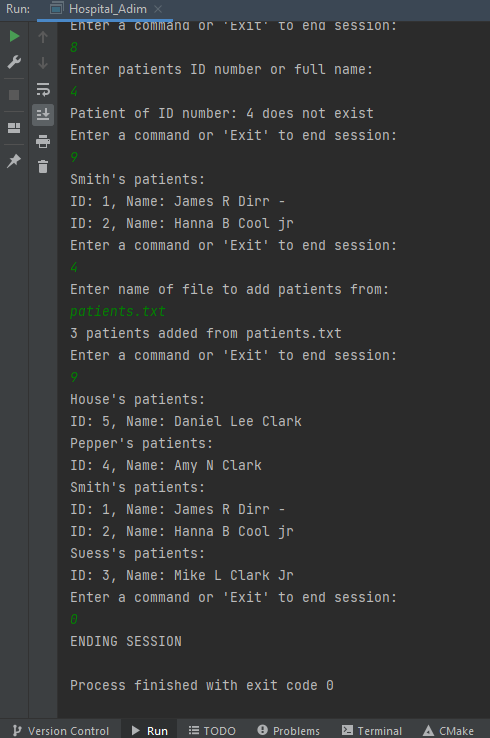 Run: Hospital_Adim
Enter a command or 'Exit' to end session:
8
Enter patients ID number or full name:
4
Patient of ID number: 4 does not exist
Enter a command or 'Exit' to end session:
9
Smith's patients:
ID: 1, Name: James R Dirr -
ID: 2, Name: Hanna B Cool jr
Enter a command or 'Exit' to end session:
4
Enter name of file to add patients from:
patients.txt
3 patients added from patients.txt
Enter a command or 'Exit' to end session:
9
House's patients:
ID: 5, Name: Daniel Lee Clark
Pepper's patients:
ID: 4, Name: Amy N Clark
Smith's patients:
ID: 1, Name: James R Dirr -
ID: 2, Name: Hanna B Cool jr
Suess's patients:
ID: 3, Name: Mike L Clark Jr
Enter a command or 'Exit' to end session:
0
ENDING SESSION
Process finished with exit code 0
Version Control Run TODO Problems Terminal CMake